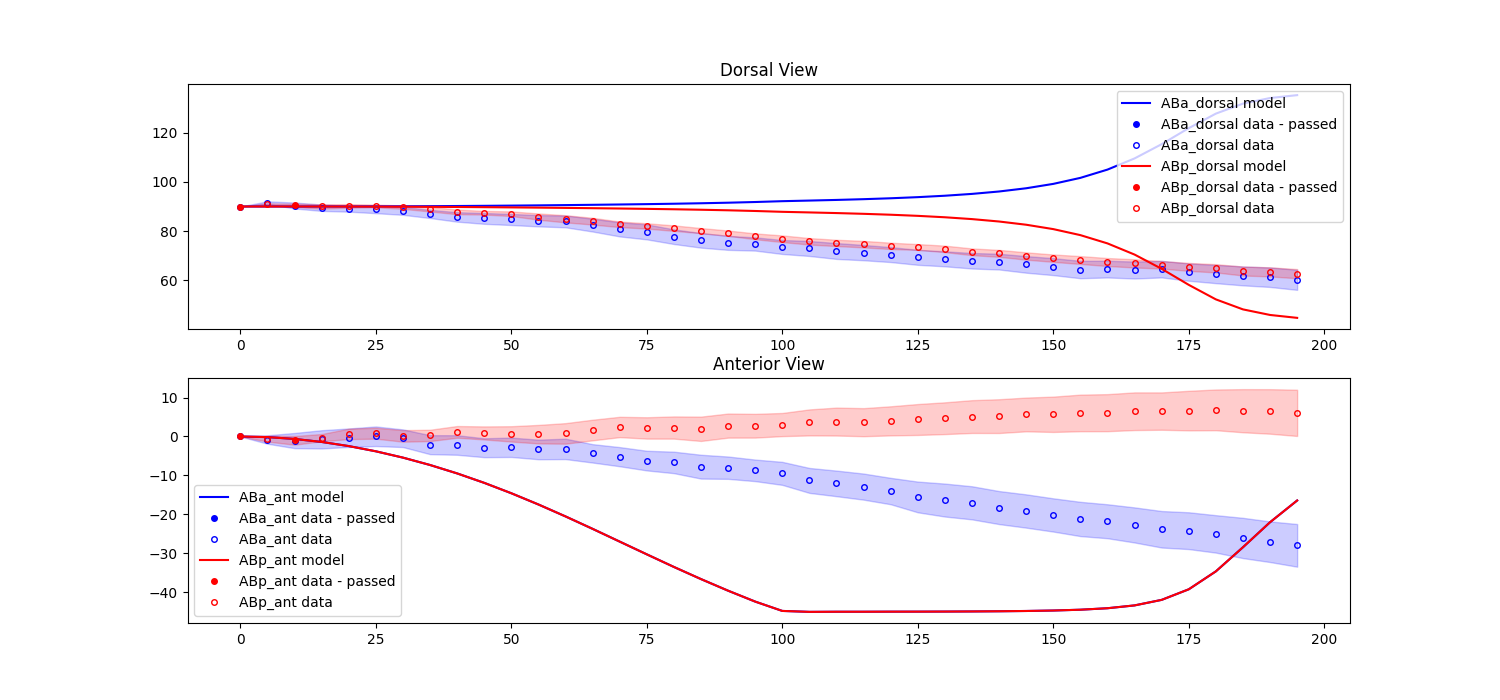 Dorsal View
120
100
80
60
ABa_dorsal model
ABa_dorsal data - passed
ABa_dorsal data
ABp_dorsal model
ABp_dorsal data - passed
ABp_dorsal data
0 25 50 75 100 125 150 175 200
Anterior View
10
0
−10
−20
−30
−40
ABa_ant model
ABa_ant data - passed
ABa_ant data
ABp_ant model
ABp_ant data - passed
ABp_ant data
0 25 50 75 100 125 150 175 200